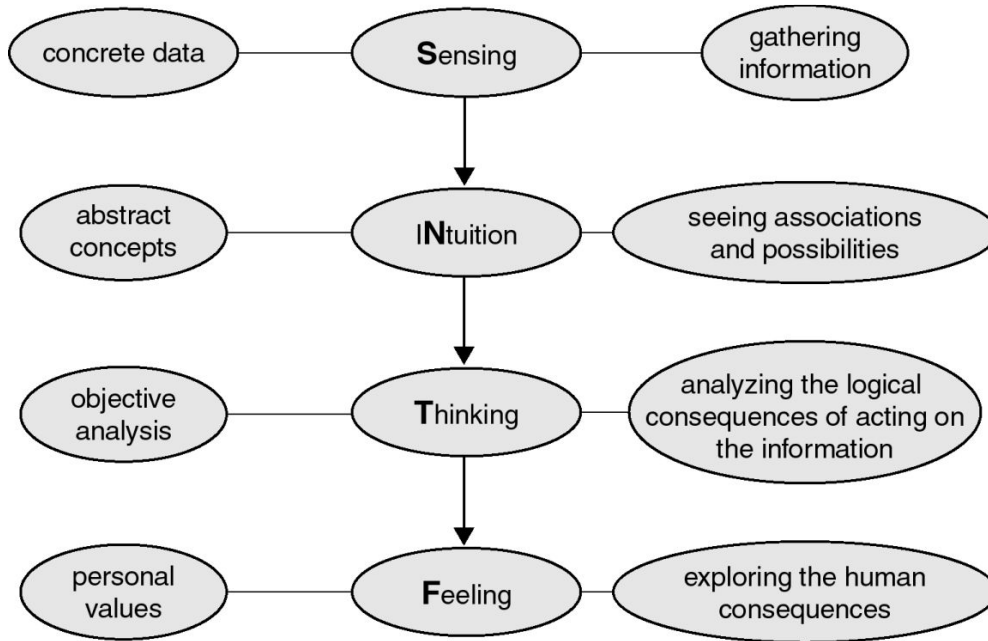 concrete data
Sensing
gathering
information
abstract
concepts
INtuition
seeing associations
and possibilities
objective
analysis
Thinking
analyzing the logical
consequences of acting on
the information
personal
values
Feeling
exploring the human
consequences